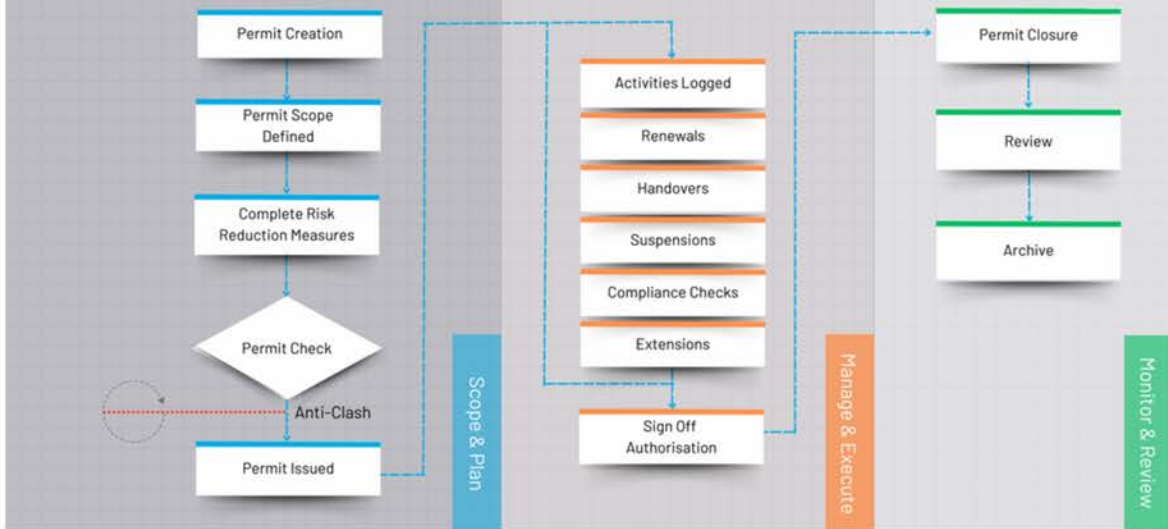 Permit Creation
Permit Scope
Defined
Complete Risk
Reduction Measures
Permit Check
Anti-Clash
Permit Issued
Scope & Plan
Activities Logged
Renewals
Handovers
Suspensions
Compliance Checks
Extensions
Sign Off
Authorisation
Manage & Execute
Permit Closure
Review
Archive
Monitor & Review